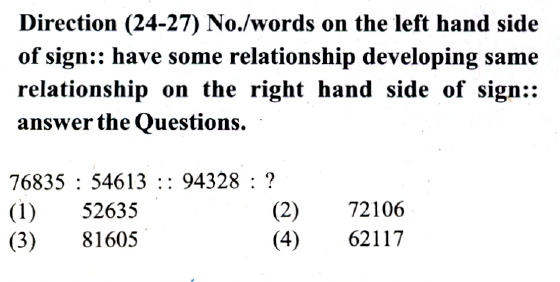 Direction (24-27) No./words on the left hand side
of sign:: have some relationship developing same
relationship on the right hand side of sign::
answer the Questions.
76835 : 54613 :: 94328 : ?
(1) 52635 (2) 72106
(3) 81605 (4) 62117